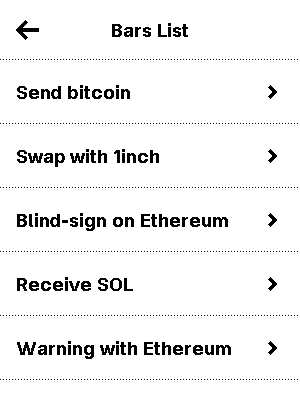 Bars List
Send bitcoin
Swap with 1inch
Blind-sign on Ethereum
Receive SOL
Warning with Ethereum